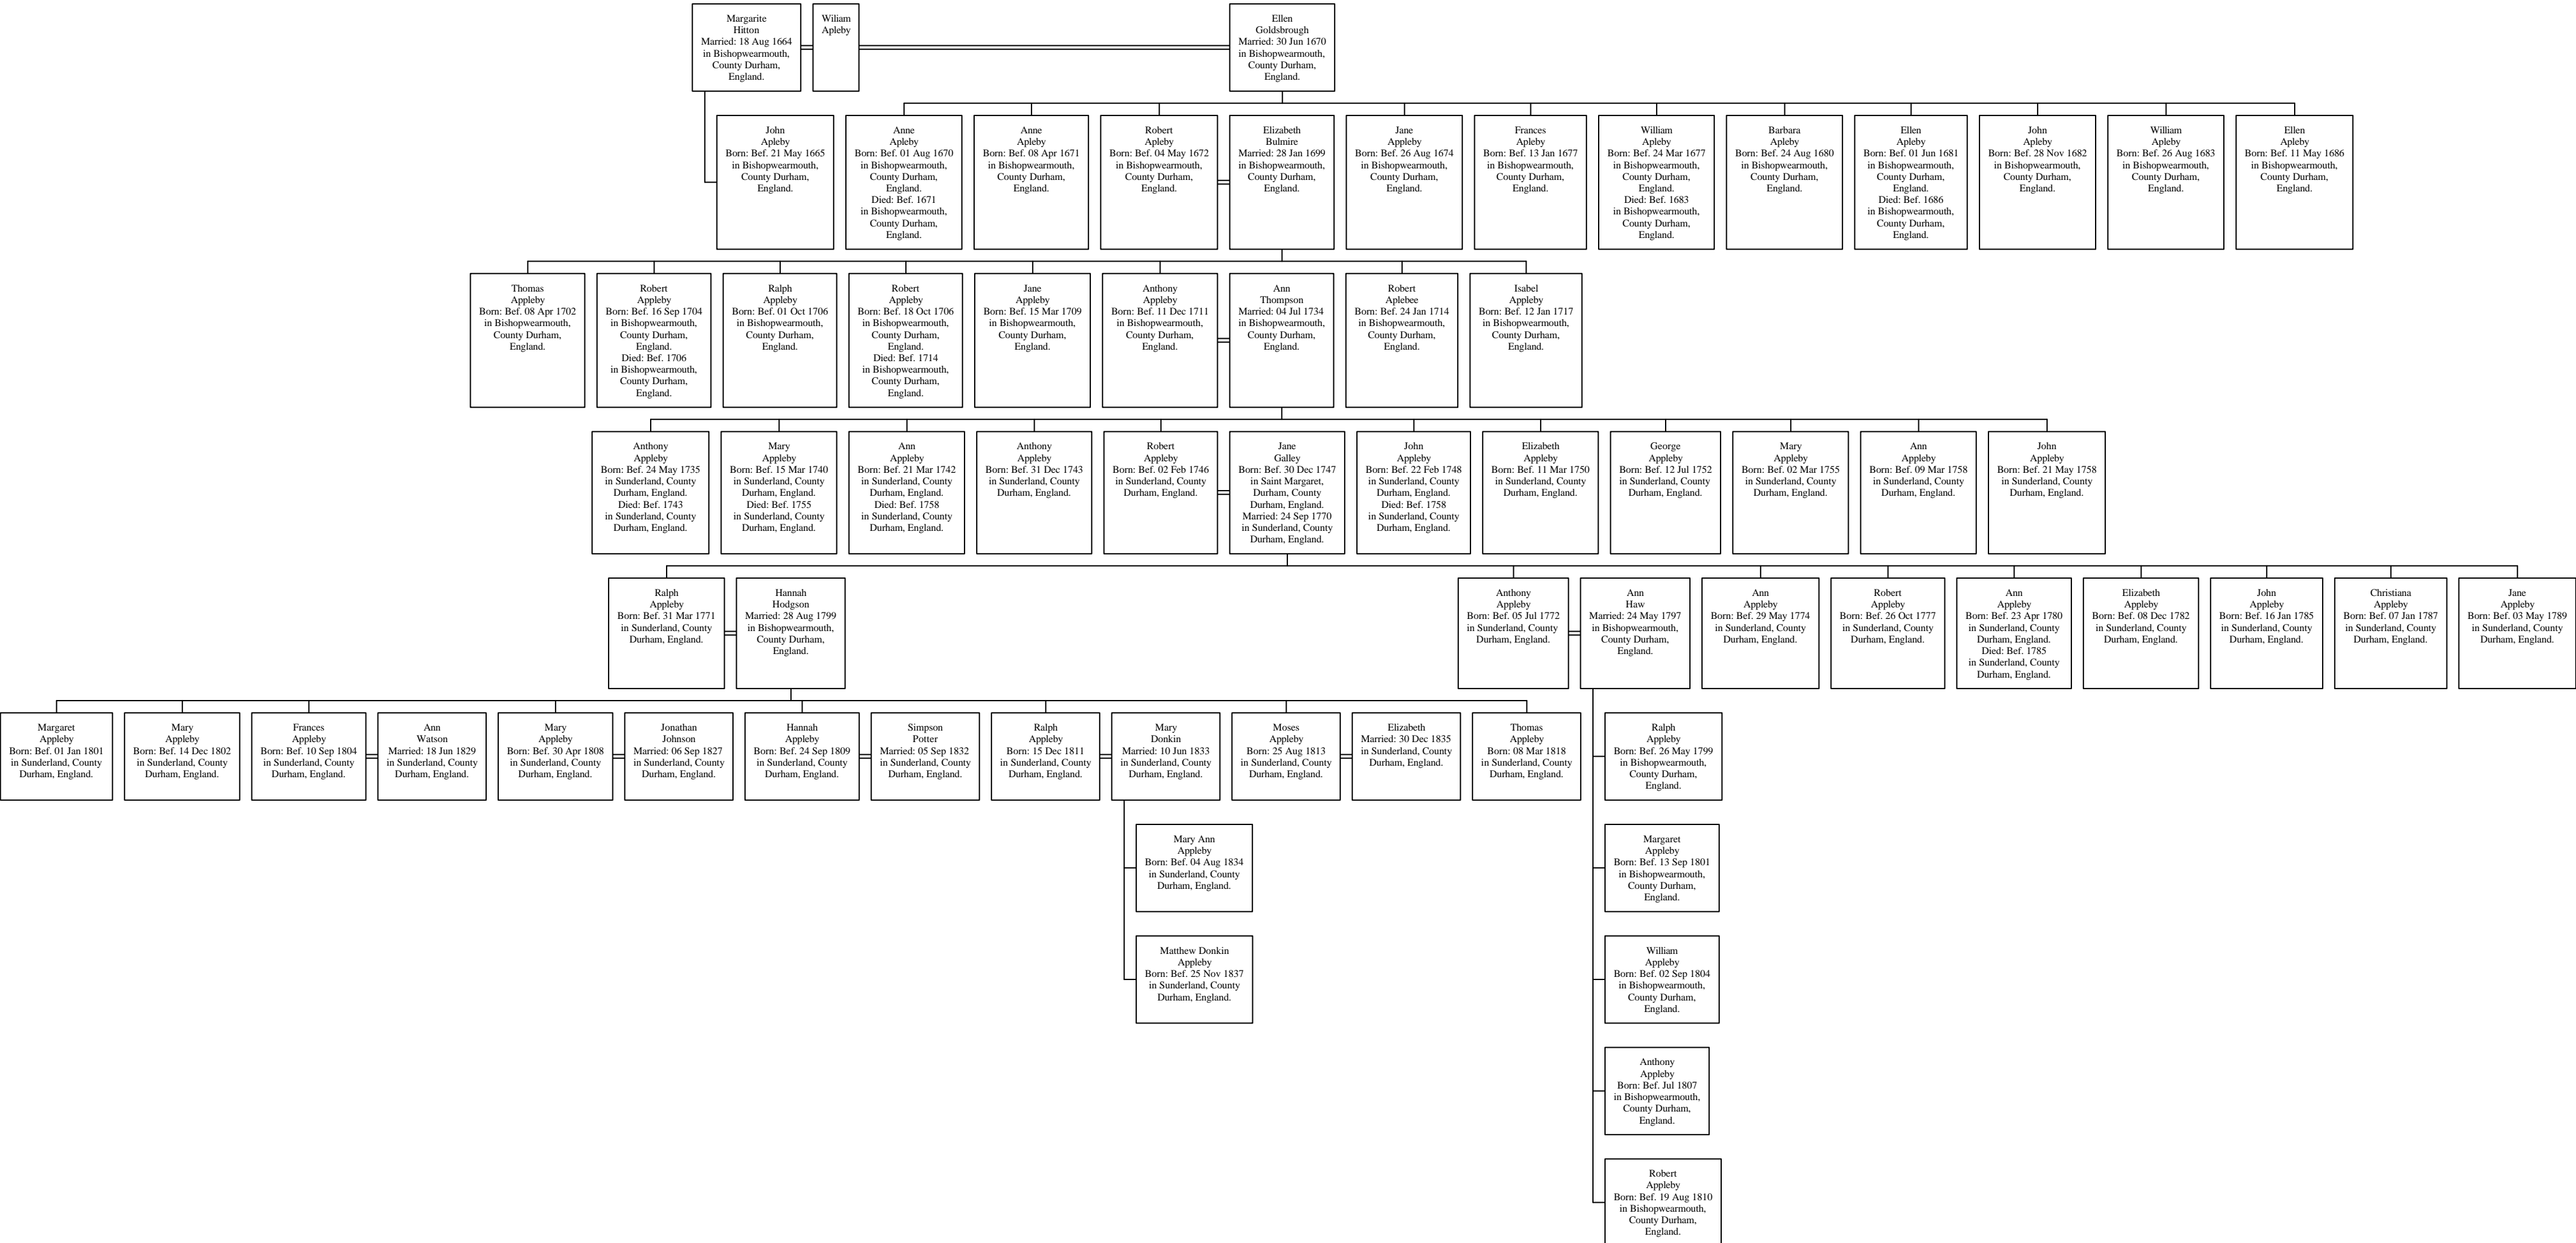 Margarite
Hitton
Married: 18 Aug 1664
in Bishopwearmouth,
County Durham,
England.
Wiliam
Apleby
Ellen
Goldsbrough
Married: 30 Jun 1670
in Bishopwearmouth,
County Durham,
England.
John
Apleby
Born: Bef. 21 May 1665
in Bishopwearmouth,
County Durham,
England.
Anne
Apleby
Born: Bef. 01 Aug 1670
in Bishopwearmouth,
County Durham,
England.
Died: Bef. 1671
in Bishopwearmouth,
County Durham,
England.
Anne
Apleby
Born: Bef. 08 Apr 1671
in Bishopwearmouth,
County Durham,
England.
Robert
Apleby
Born: Bef. 04 May 1672
in Bishopwearmouth,
County Durham,
England.
Elizabeth
Bulmire
Married: 28 Jan 1699
in Bishopwearmouth,
County Durham,
England.
Jane
Apleby
Born: Bef. 26 Aug 1674
in Bishopwearmouth,
County Durham,
England.
Frances
Apleby
Born: Bef. 13 Jan 1677
in Bishopwearmouth,
County Durham,
England.
William
Apleby
Born: Bef. 24 Mar 1677
in Bishopwearmouth,
County Durham,
England.
Died: Bef. 1683
in Bishopwearmouth,
County Durham,
England.
Barbara
Apleby
Born: Bef. 24 Aug 1680
in Bishopwearmouth,
County Durham,
England.
Ellen
Apleby
Born: Bef. 01 Jun 1681
in Bishopwearmouth,
County Durham,
England.
Died: Bef. 1686
in Bishopwearmouth,
County Durham,
England.
John
Apleby
Born: Bef. 28 Nov 1682
in Bishopwearmouth,
County Durham,
England.
William
Apleby
Born: Bef. 26 Aug 1683
in Bishopwearmouth,
County Durham,
England.
Ellen
Apleby
Born: Bef. 11 May 1686
in Bishopwearmouth,
County Durham,
England.
Thomas
Appleby
Born: Bef. 08 Apr 1702
in Bishopwearmouth,
County Durham,
England.
Robert
Appleby
Born: Bef. 16 Sep 1704
in Bishopwearmouth,
County Durham,
England.
Died: Bef. 1706
in Bishopwearmouth,
County Durham,
England.
Ralph
Appleby
Born: Bef. 01 Oct 1706
in Bishopwearmouth,
County Durham,
England.
Robert
Appleby
Born: Bef. 18 Oct 1706
in Bishopwearmouth,
County Durham,
England.
Died: Bef. 1714
in Bishopwearmouth,
County Durham,
England.
Jane
Appleby
Born: Bef. 15 Mar 1709
in Bishopwearmouth,
County Durham,
England.
Anthony
Appleby
Born: Bef. 11 Dec 1711
in Bishopwearmouth,
County Durham,
England.
Ann
Thompson
Married: 04 Jul 1734
in Bishopwearmouth,
County Durham,
England.
Robert
Aplebee
Born: Bef. 24 Jan 1714
in Bishopwearmouth,
County Durham,
England.
Isabel
Appleby
Born: Bef. 12 Jan 1717
in Bishopwearmouth,
County Durham,
England.
Anthony
Appleby
Born: Bef. 24 May 1735
in Sunderland, County
Durham, England.
Died: Bef. 1743
in Sunderland, County
Durham, England.
Mary
Appleby
Born: Bef. 15 Mar 1740
in Sunderland, County
Durham, England.
Died: Bef. 1755
in Sunderland, County
Durham, England.
Ann
Appleby
Born: Bef. 21 Mar 1742
in Sunderland, County
Durham, England.
Died: Bef. 1758
in Sunderland, County
Durham, England.
Anthony
Appleby
Born: Bef. 31 Dec 1743
in Sunderland, County
Durham, England.
Robert
Appleby
Born: Bef. 02 Feb 1746
in Sunderland, County
Durham, England.
Jane
Galley
Born: Bef. 30 Dec 1747
in Saint Margaret,
Durham, County
Durham, England.
Married: 24 Sep 1770
in Sunderland, County
Durham, England.
John
Appleby
Born: Bef. 22 Feb 1748
in Sunderland, County
Durham, England.
Died: Bef. 1758
in Sunderland, County
Durham, England.
Elizabeth
Appleby
Born: Bef. 11 Mar 1750
in Sunderland, County
Durham, England.
George
Appleby
Born: Bef. 12 Jul 1752
in Sunderland, County
Durham, England.
Mary
Appleby
Born: Bef. 02 Mar 1755
in Sunderland, County
Durham, England.
Ann
Appleby
Born: Bef. 09 Mar 1758
in Sunderland, County
Durham, England.
John
Appleby
Born: Bef. 21 May 1758
in Sunderland, County
Durham, England.
Ralph
Appleby
Born: Bef. 31 Mar 1771
in Sunderland, County
Durham, England.
Hannah
Hodgson
Married: 28 Aug 1799
in Bishopwearmouth,
County Durham,
England.
Anthony
Appleby
Born: Bef. 05 Jul 1772
in Sunderland, County
Durham, England.
Ann
Haw
Married: 24 May 1797
in Bishopwearmouth,
County Durham,
England.
Ann
Appleby
Born: Bef. 29 May 1774
in Sunderland, County
Durham, England.
Robert
Appleby
Born: Bef. 26 Oct 1777
in Sunderland, County
Durham, England.
Ann
Appleby
Born: Bef. 23 Apr 1780
in Sunderland, County
Durham, England.
Died: Bef. 1785
in Sunderland, County
Durham, England.
Elizabeth
Appleby
Born: Bef. 08 Dec 1782
in Sunderland, County
Durham, England.
John
Appleby
Born: Bef. 16 Jan 1785
in Sunderland, County
Durham, England.
Christiana
Appleby
Born: Bef. 07 Jan 1787
in Sunderland, County
Durham, England.
Jane
Appleby
Born: Bef. 03 May 1789
in Sunderland, County
Durham, England.
Margaret
Appleby
Born: Bef. 01 Jan 1801
in Sunderland, County
Durham, England.
Mary
Appleby
Born: Bef. 14 Dec 1802
in Sunderland, County
Durham, England.
Frances
Appleby
Born: Bef. 10 Sep 1804
in Sunderland, County
Durham, England.
Ann
Watson
Married: 18 Jun 1829
in Sunderland, County
Durham, England.
Mary
Appleby
Born: Bef. 30 Apr 1808
in Sunderland, County
Durham, England.
Jonathan
Johnson
Married: 06 Sep 1827
in Sunderland, County
Durham, England.
Hannah
Appleby
Born: Bef. 24 Sep 1809
in Sunderland, County
Durham, England.
Simpson
Potter
Married: 05 Sep 1832
in Sunderland, County
Durham, England.
Ralph
Appleby
Born: 15 Dec 1811
in Sunderland, County
Durham, England.
Mary
Donkin
Married: 10 Jun 1833
in Sunderland, County
Durham, England.
Moses
Appleby
Born: 25 Aug 1813
in Sunderland, County
Durham, England.
Elizabeth
Married: 30 Dec 1835
in Sunderland, County
Durham, England.
Thomas
Appleby
Born: 08 Mar 1818
in Sunderland, County
Durham, England.
Ralph
Appleby
Born: Bef. 26 May 1799
in Bishopwearmouth,
County Durham,
England.
Mary Ann
Appleby
Born: Bef. 04 Aug 1834
in Sunderland, County
Durham, England.
Margaret
Appleby
Born: Bef. 13 Sep 1801
in Bishopwearmouth,
County Durham,
England.
Matthew Donkin
Appleby
Born: Bef. 25 Nov 1837
in Sunderland, County
Durham, England.
William
Appleby
Born: Bef. 02 Sep 1804
in Bishopwearmouth,
County Durham,
England.
Anthony
Appleby
Born: Bef. Jul 1807
in Bishopwearmouth,
County Durham,
England.
Robert
Appleby
Born: Bef. 19 Aug 1810
in Bishopwearmouth,
County Durham,
England.